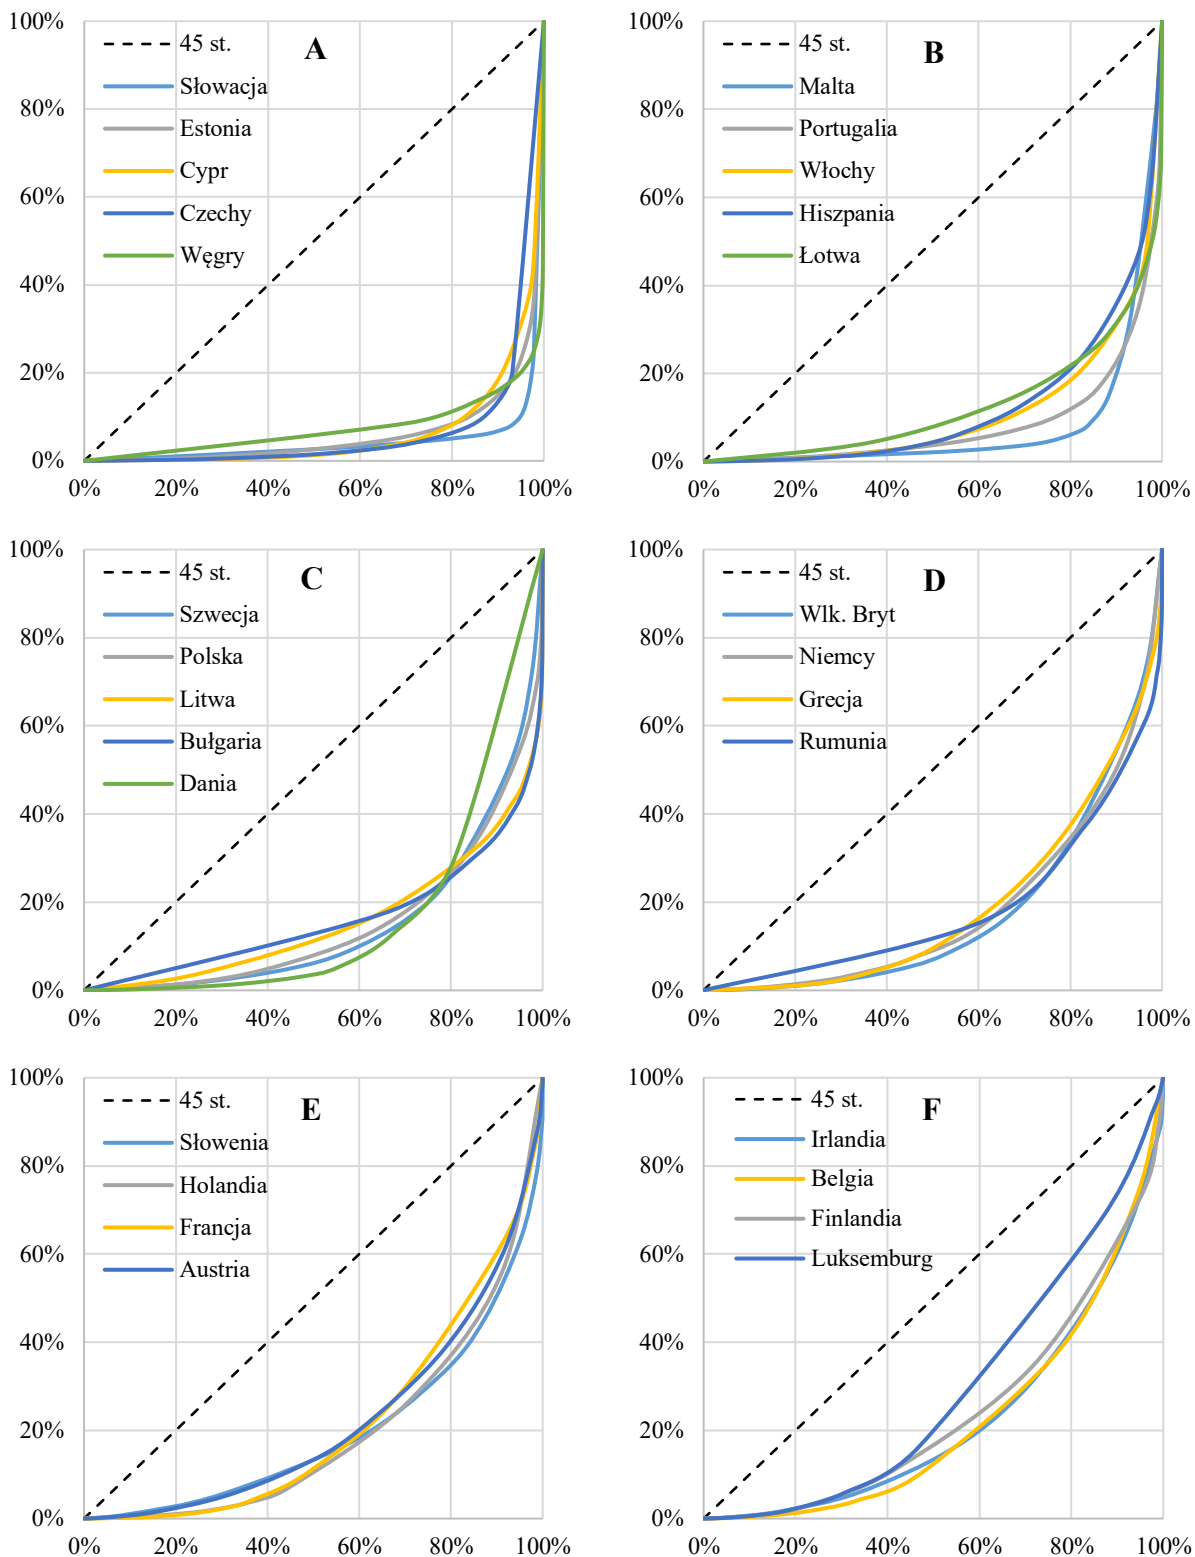 A
100%
80%
60%
40%
20%
0%
45 st.
Słowacja
Estonia
Cypr
Czechy
Węgry
0% 20% 40% 60% 80% 100%
B
100%
80%
60%
40%
20%
0%
45 st.
Malta
Portugalia
Włochy
Hiszpania
Łotwa
0% 20% 40% 60% 80% 100%
C
100%
80%
60%
40%
20%
0%
45 st.
Szwecja
Polska
Litwa
Bułgaria
Dania
0% 20% 40% 60% 80% 100%
D
100%
80%
60%
40%
20%
0%
45 st.
Wlk. Bryt
Niemcy
Grecja
Rumunia
0% 20% 40% 60% 80% 100%
E
100%
80%
60%
40%
20%
0%
45 st.
Słowenia
Holandia
Francja
Austria
0% 20% 40% 60% 80% 100%
F
100%
80%
60%
40%
20%
0%
45 st.
Irlandia
Belgia
Finlandia
Luksemburg
0% 20% 40% 60% 80% 100%